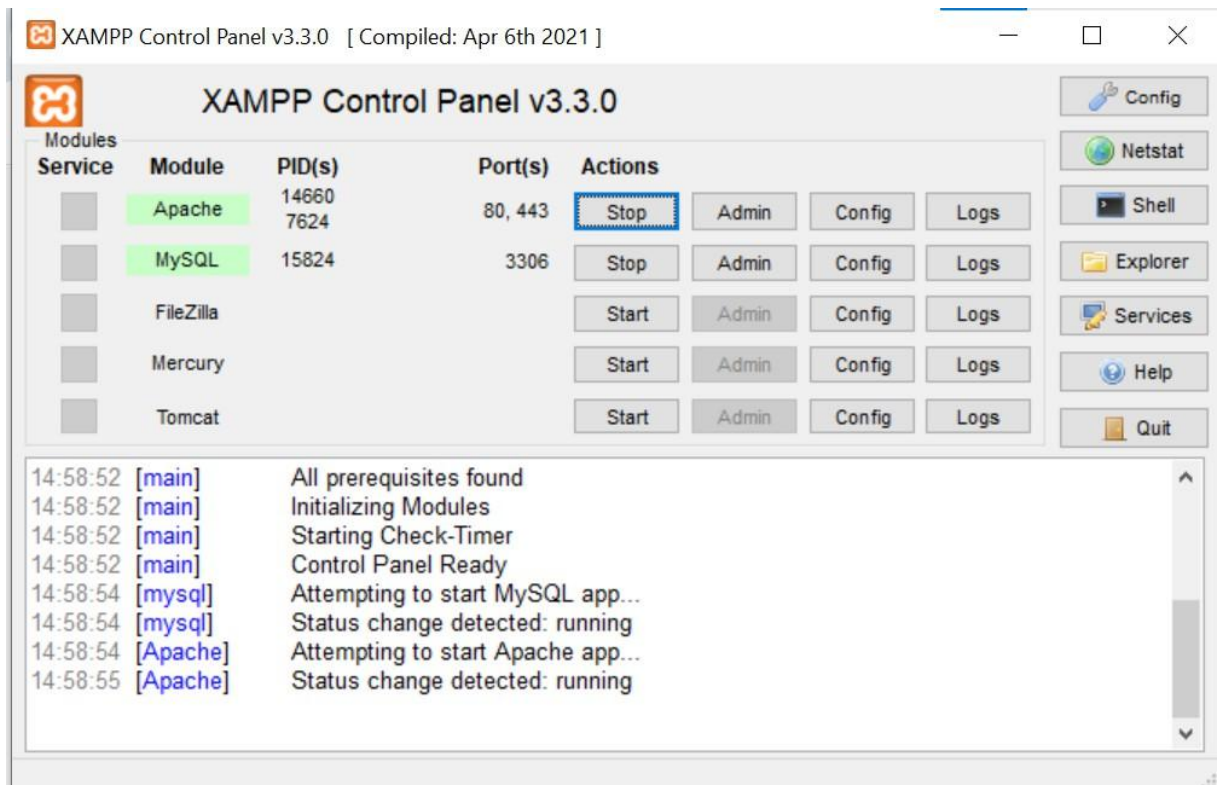 XAMPP Control Panel v3.3.0 [ Compiled: Apr 6th 2021 ]
XAMPP Control Panel v3.3.0
Config
Modules
Netstat
Service Module PID(s) Port(s) Actions
Apache 14660 7624 80, 443 Stop Admin Config Logs
Shell
MySQL 15824 3306 Stop Admin Config Logs
Explorer
FileZilla Start Admin Config Logs
Services
Mercury Start Admin Config Logs
Help
Tomcat Start Admin Config Logs
Quit
14:58:52 [main] All prerequisites found
14:58:52 [main] Initializing Modules
14:58:52 [main] Starting Check-Timer
14:58:52 [main] Control Panel Ready
14:58:54 [mysql] Attempting to start MySQL app...
14:58:54 [mysql] Status change detected: running
14:58:54 [Apache] Attempting to start Apache app...
14:58:55 [Apache] Status change detected: running